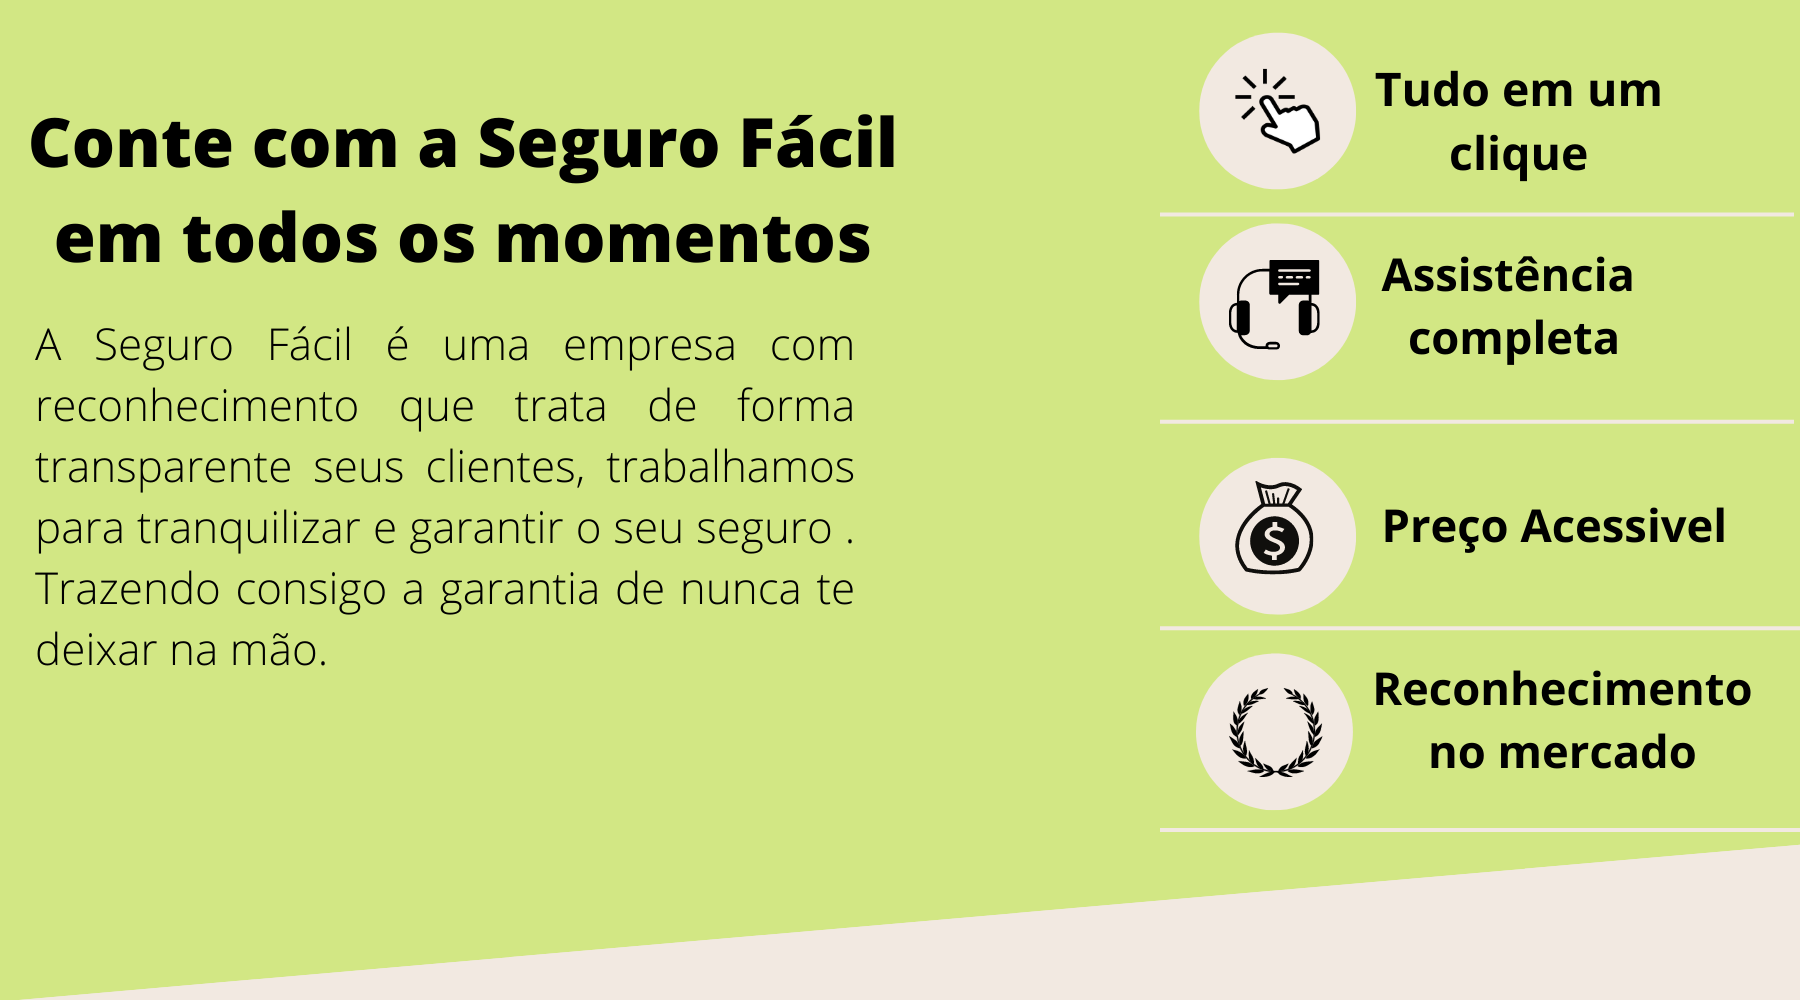 Conte com a Seguro Fácil
em todos os momentos
A Seguro Fácil é uma empresa com
reconhecimento que trata de forma
transparente seus clientes, trabalhamos
para tranquilizar e garantir o seu seguro .
Trazendo consigo a garantia de nunca te
deixar na mão.
Tudo em um
clique
Assistência
completa
$
Preço Acessivel
Reconhecimento
no mercado